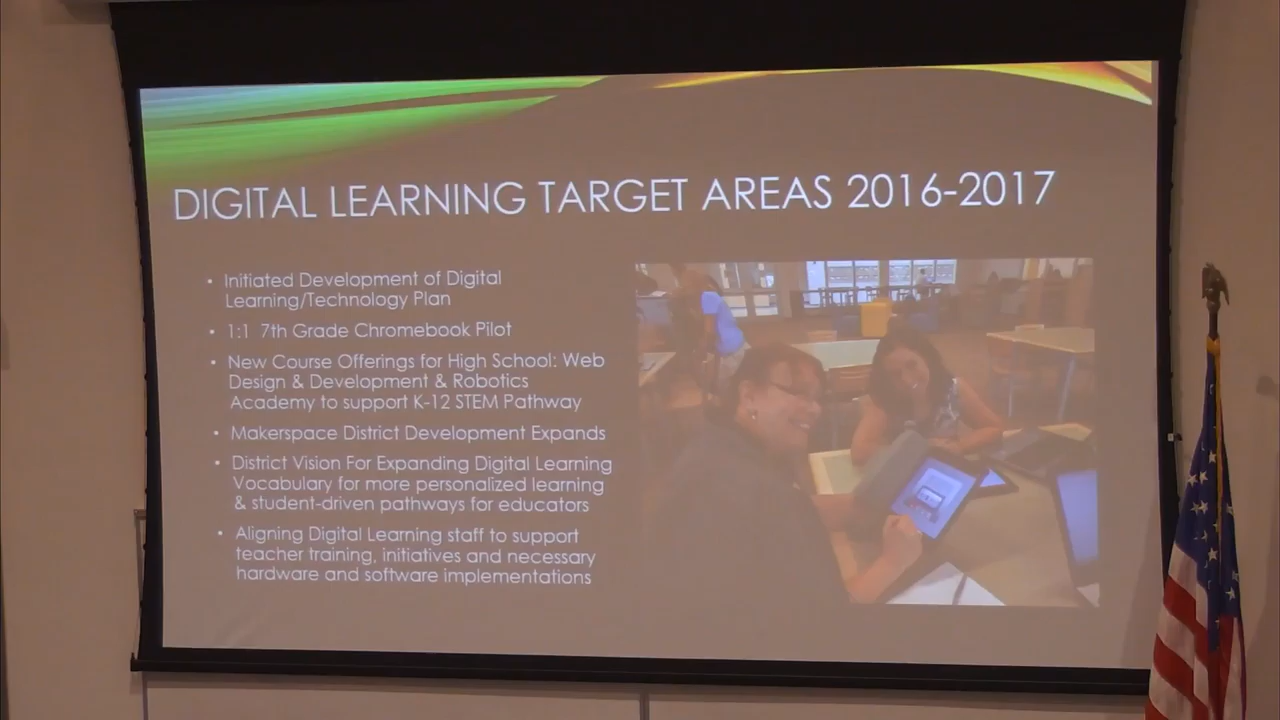 DIGITAL LEARNING TARGET AREAS 2016-2017
• Initiated Development of Digital
Learning/Technology Plan
• 1:1 7th Grade Chromebook Pilot
• New Course Offerings for High School: Web
Design & Development & Robotics
Academy to support K-12 STEM Pathway
• Makerspace District Development Expands
• District Vision For Expanding Digital Learning
Vocabulary for more personalized learning
& student-driven pathways for educators
• Aligning Digital Learning staff to support
teacher training, initiatives and necessary
hardware and software implementations